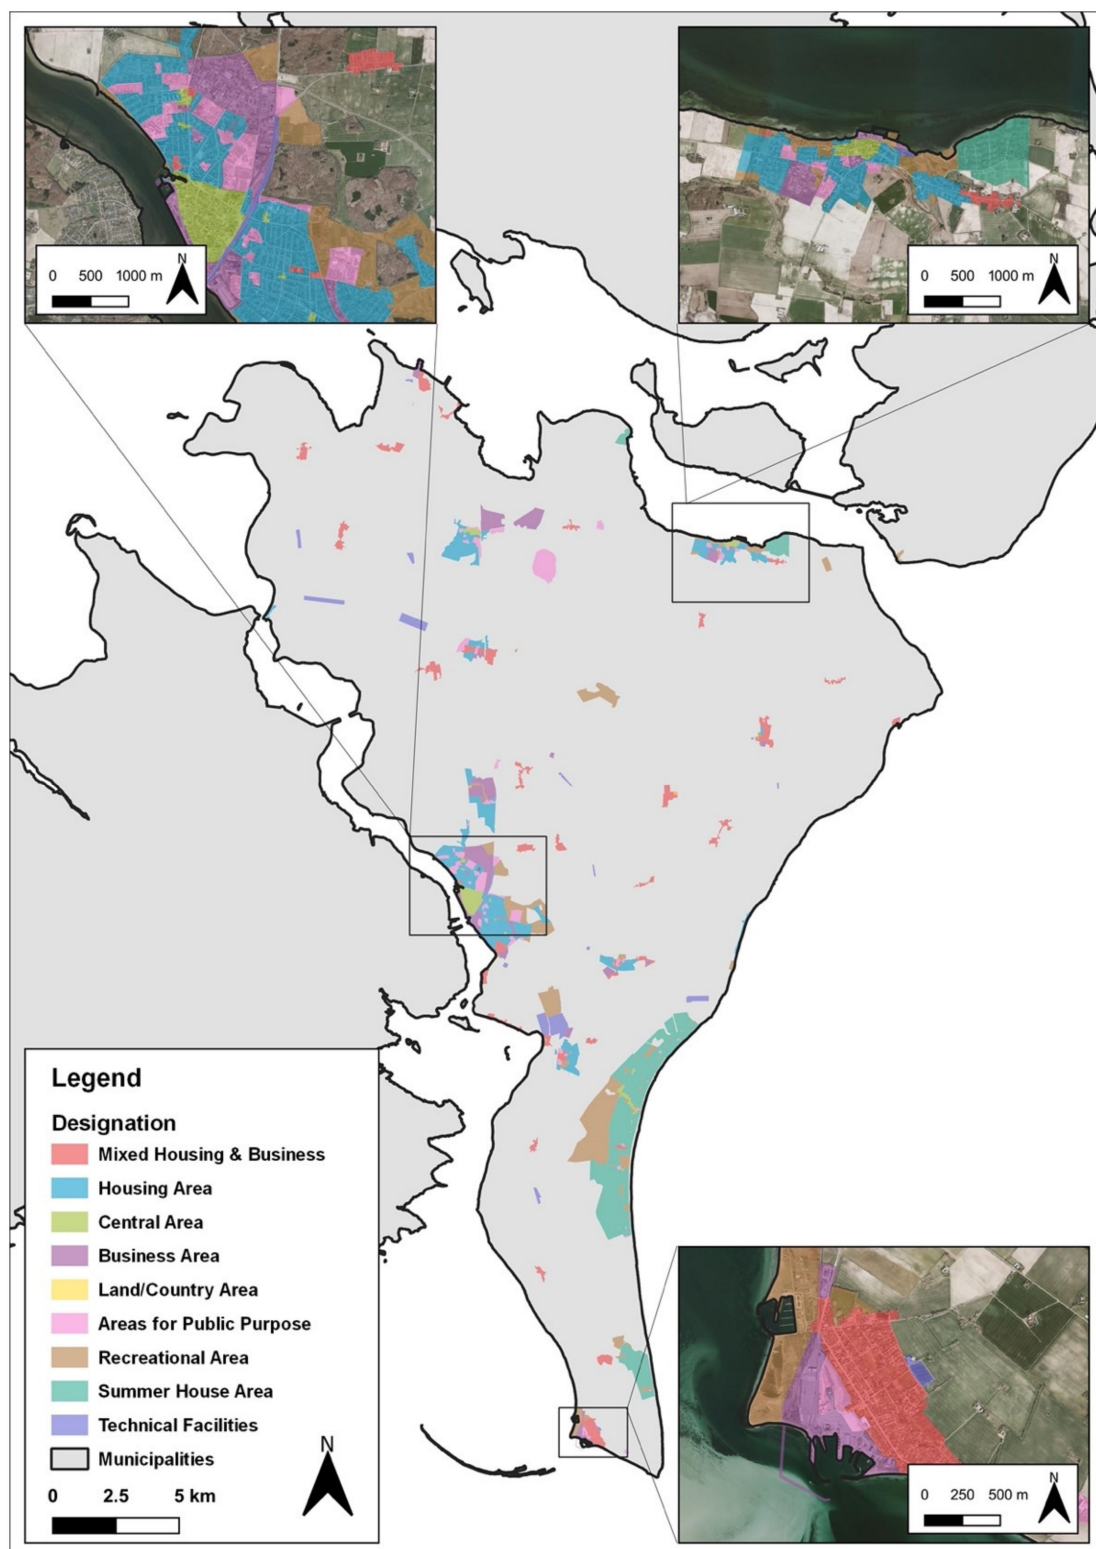 N
0 500 1000 m
N
0 500 1000 m
Legend
Designation
Mixed Housing & Business
Housing Area
Central Area
Business Area
Land/Country Area
Areas for Public Purpose
Recreational Area
Summer House Area
Technical Facilities
Municipalities
N
0 2.5 5 km
N
0 250 500 m